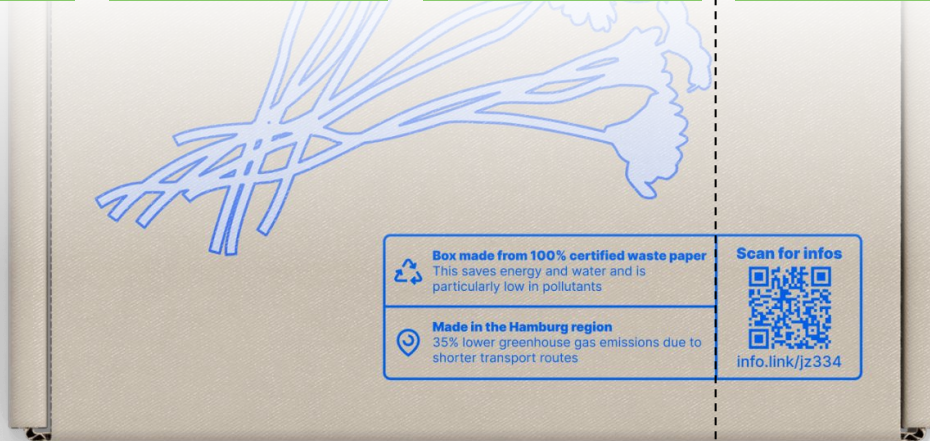 Box made from 100% certified waste paper
This saves energy and water and is
particularly low in pollutants
Made in the Hamburg region
35% lower greenhouse gas emissions due to
shorter transport routes
Scan for infos
info.link/jz334